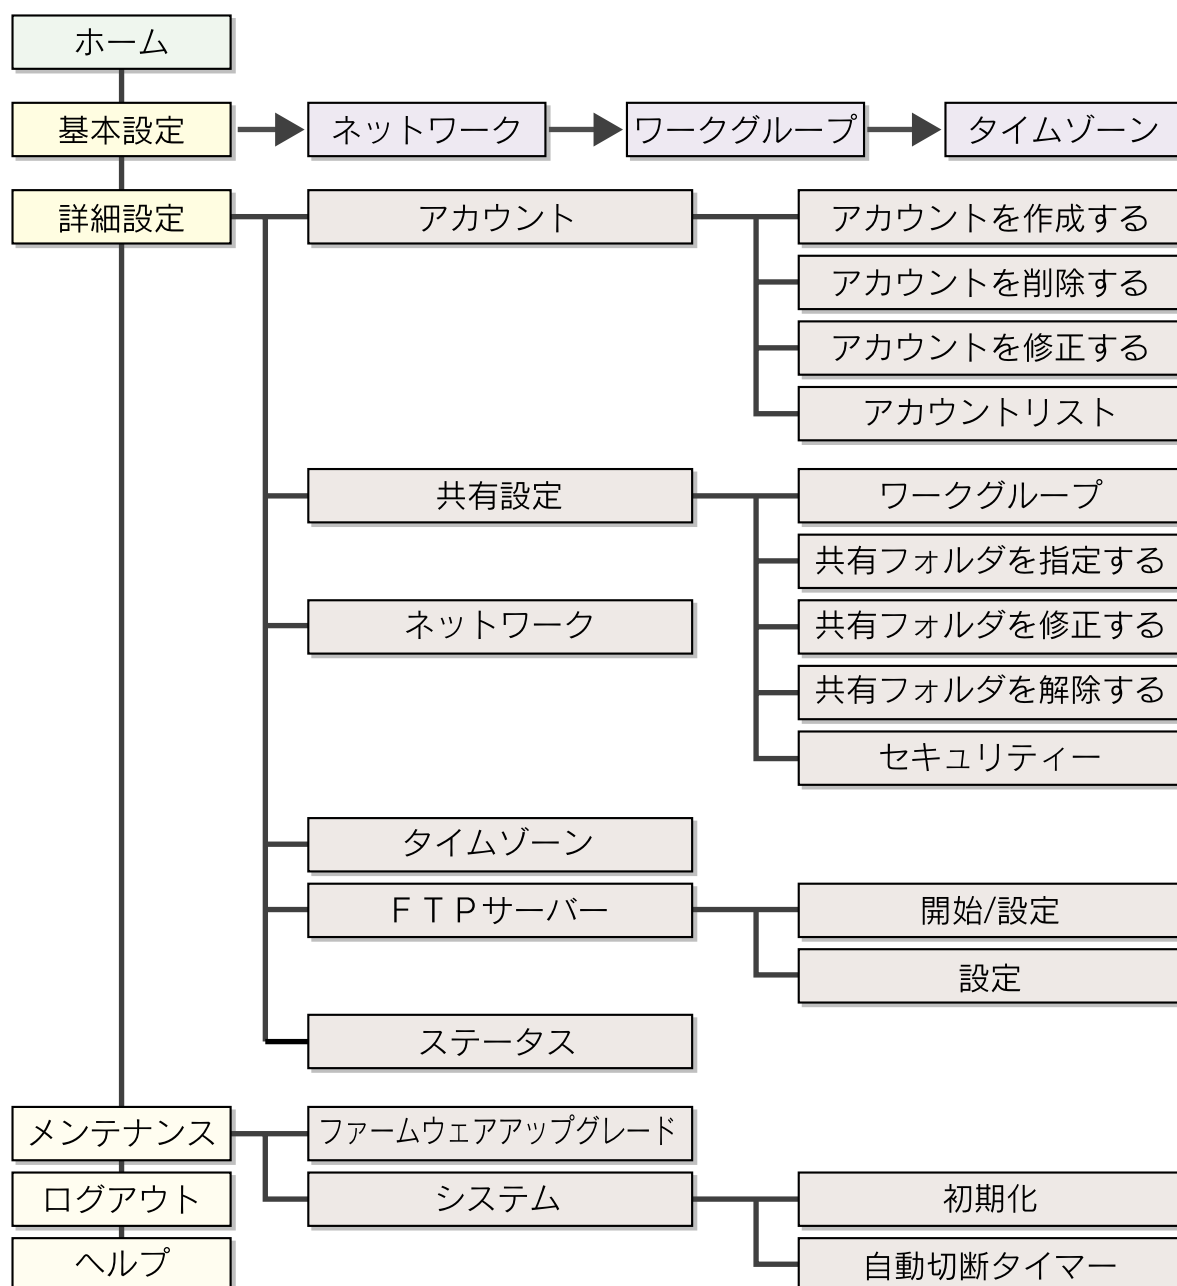 ホーム
基本設定
ネットワーク
ワークグループ
タイムゾーン
詳細設定
アカウント
アカウントを作成する
アカウントを削除する
アカウントを修正する
アカウントリスト
共有設定
ワークグループ
共有フォルダを指定する
ネットワーク
共有フォルダを修正する
共有フォルダを解除する
セキュリティー
タイムゾーン
ＦＴＰサーバー
開始/設定
設定
ステータス
メンテナンス
ファームウェアアップグレード
ログアウト
システム
初期化
ヘルプ
自動切断タイマー